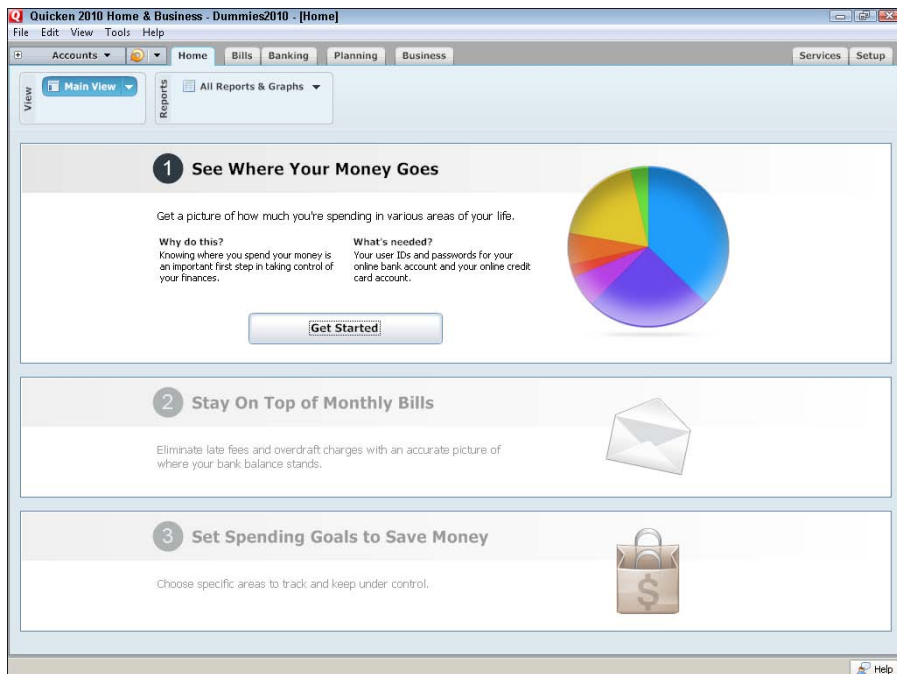 Quicken 2010 Home & Business - Dummies2010 - [Home]
File Edit View Tools Help
Accounts Home Bills Banking Planning Business Services Setup
View
Main View
Reports
All Reports & Graphs
1 See Where Your Money Goes
Get a picture of how much you're spending in various areas of your life.
Why do this?
Knowing where you spend your money is
an important first step in taking control of
your finances.
What's needed?
Your user IDs and passwords for your
online bank account and your online credit
card account.
Get Started
2 Stay On Top of Monthly Bills
Eliminate late fees and overdraft charges with an accurate picture of
where your bank balance stands.
3 Set Spending Goals to Save Money
Choose specific areas to track and keep under control.
$
Help